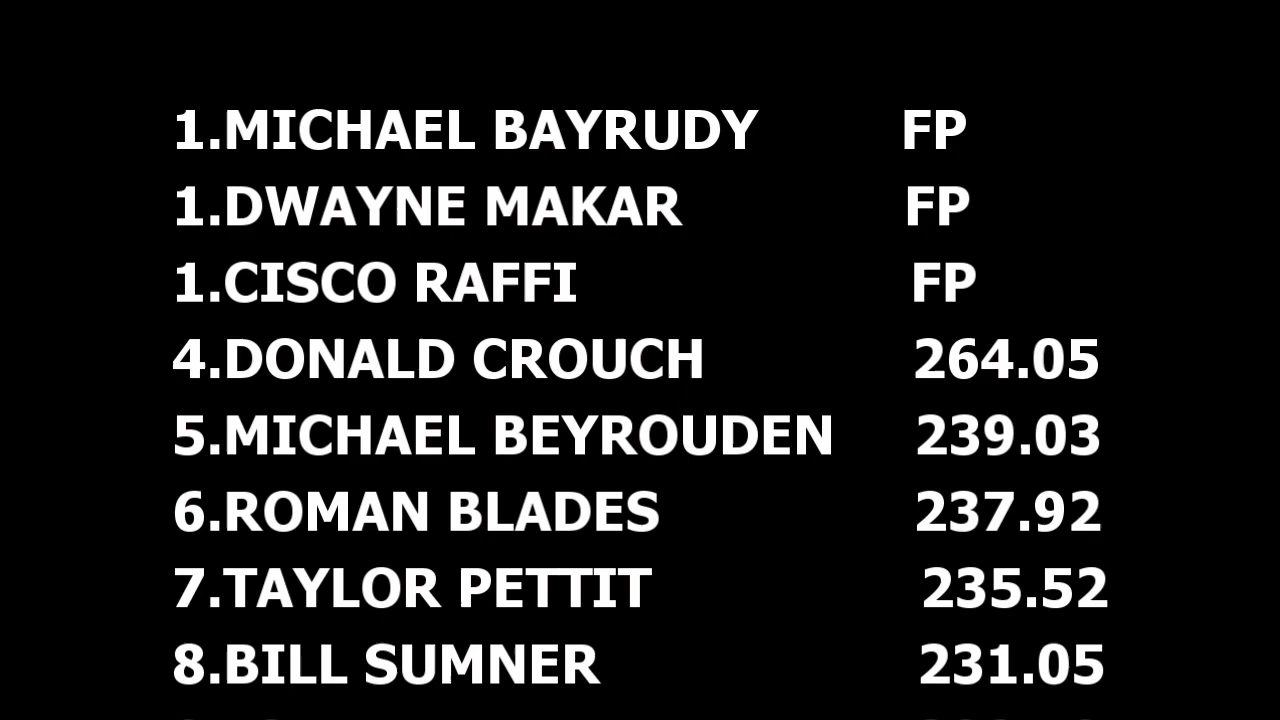 1.MICHAEL BAYRUDY FP
1.DWAYNE MAKAR FP
1.CISCO RAFFI FP
4.DONALD CROUCH 264.05
5.MICHAEL BEYROUDEN 239.03
6.ROMAN BLADES 237.92
7.TAYLOR PETTIT 235.52
8.BILL SUMNER 231.05